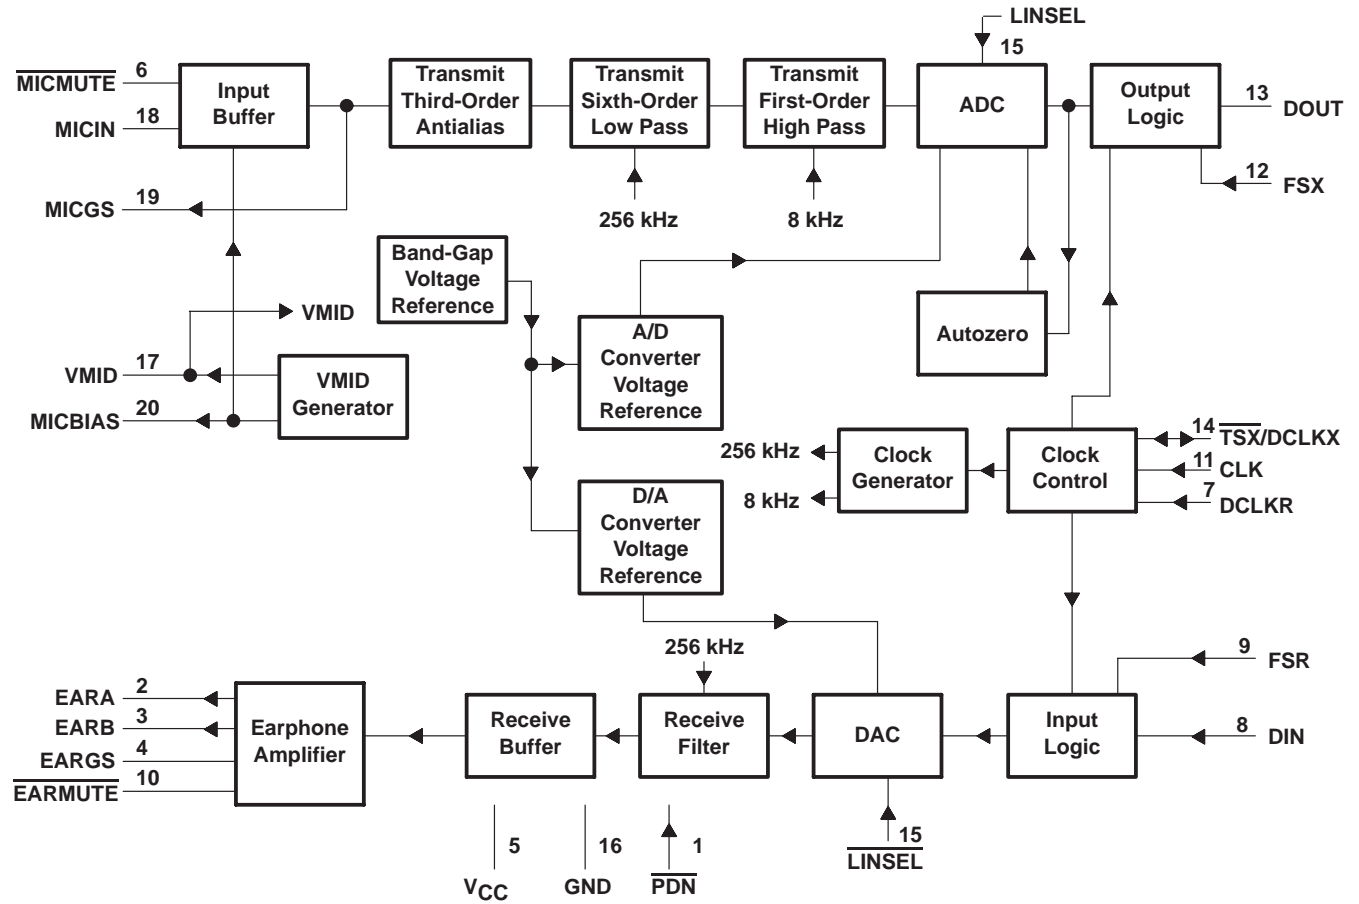 LINSEL
15
MICMUTE
6
MICIN
18
Input
Buffer
Transmit
Third-Order
Antialias
Transmit
Sixth-Order
Low Pass
Transmit
First-Order
High Pass
ADC
Output
Logic
13
DOUT
12
FSX
MICGS
19
256 kHz
8 kHz
Band-Gap
Voltage
Reference
VMID
A/D
Converter
Voltage
Reference
Autozero
VMID
17
VMID
Generator
MICBIAS
20
256 kHz
8 kHz
Clock
Generator
Clock
Control
14
TSX/DCLKX
11
CLK
7
DCLKR
D/A
Converter
Voltage
Reference
256 kHz
9
FSR
EARA
2
EARB
3
EARGS
4
EARMUTE
10
Earphone
Amplifier
Receive
Buffer
Receive
Filter
DAC
Input
Logic
8
DIN
5
VCC
16
GND
1
PDN
15
LINSEL